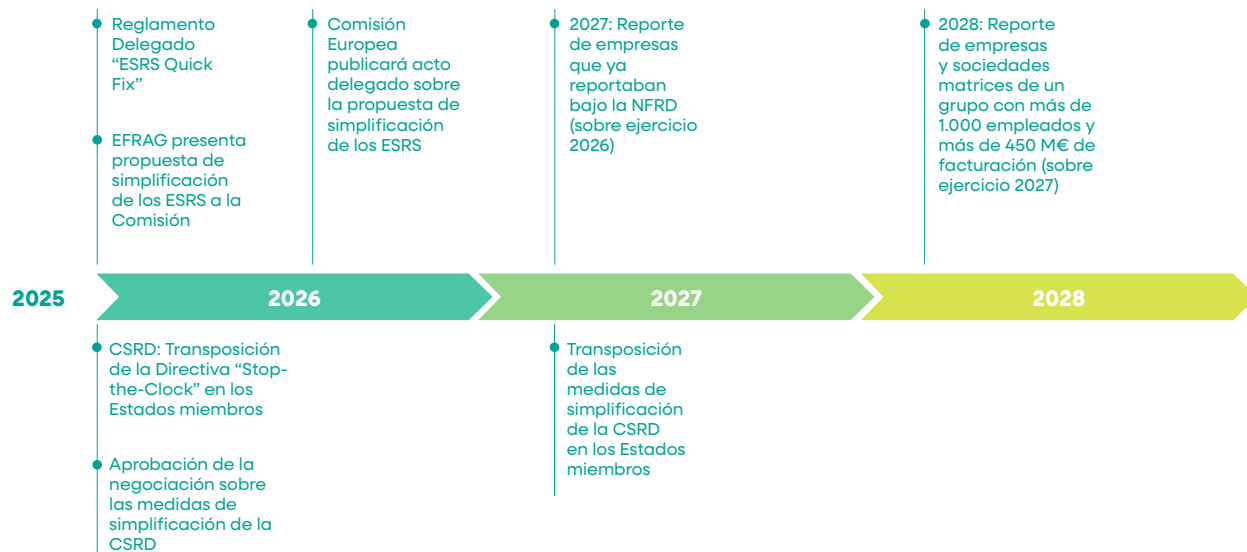 Reglamento
Delegado
“ESRS Quick
Fix”
EFRAG presenta
propuesta de
simplificación
de los ESRS a la
Comisión
Comisión
Europea
publicará acto
delegado sobre
la propuesta de
simplificación
de los ESRS
2027: Reporte
de empresas
que ya
reportaban
bajo la NFRD
(sobre ejercicio
2026)
2028: Reporte
de empresas
y sociedades
matrices de un
grupo con más de
1.000 empleados y
más de 450 M€ de
facturación (sobre
ejercicio 2027)
2025
2026
2027
2028
CSRD: Transposición
de la Directiva “Stop-
the-Clock” en los
Estados miembros
Aprobación de la
negociación sobre
las medidas de
simplificación de la
CSRD
Transposición
de las
medidas de
simplificación
de la CSRD
en los Estados
miembros